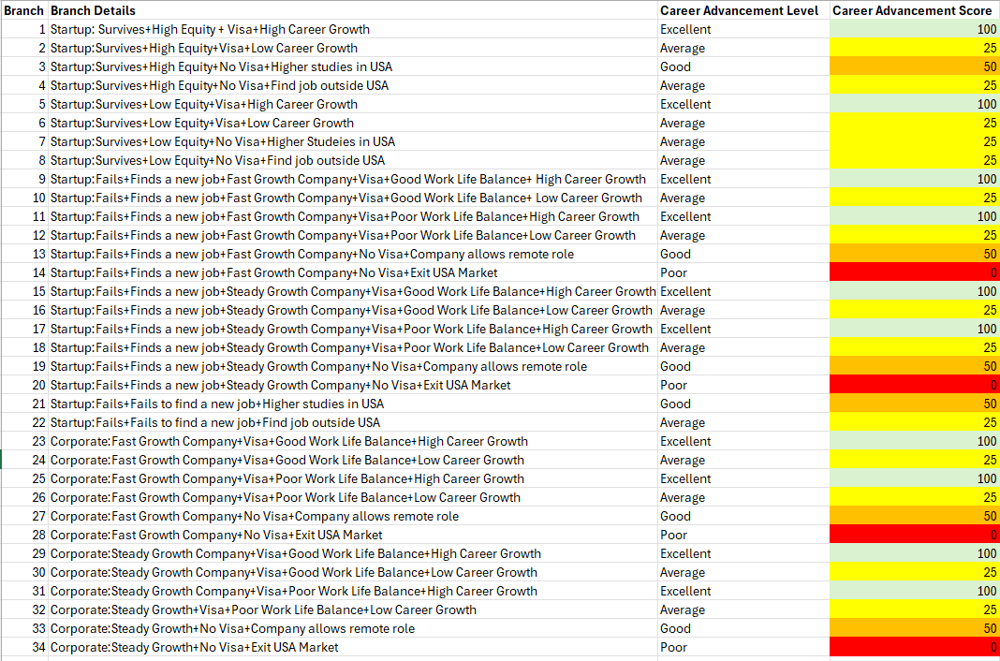 Branch Branch Details Career Advancement Level Career Advancement Score
1 Startup: Survives+High Equity + Visa+High Career Growth Excellent 100
2 Startup:Survives+High Equity+Visa+Low Career Growth Average 25
3 Startup:Survives+High Equity+No Visa+Higher studies in USA Good 50
4 Startup:Survives+High Equity+No Visa+Find job outside USA Average 25
5 Startup:Survives+Low Equity+Visa+High Career Growth Excellent 100
6 Startup:Survives+Low Equity+Visa+Low Career Growth Average 25
7 Startup:Survives+Low Equity+No Visa+Higher Studeies in USA Average 25
8 Startup:Survives+Low Equity+No Visa+Find job outside USA Average 25
9 Startup:Fails+Finds a new job+Fast Growth Company+Visa+Good Work Life Balance+ High Career Growth Excellent 100
10 Startup:Fails+Finds a new job+Fast Growth Company+Visa+Good Work Life Balance+ Low Career Growth Average 25
11 Startup:Fails+Finds a new job+Fast Growth Company+Visa+Poor Work Life Balance+High Career Growth Excellent 100
12 Startup:Fails+Finds a new job+Fast Growth Company+Visa+Poor Work Life Balance+Low Career Growth Average 25
13 Startup:Fails+Finds a new job+Fast Growth Company+No Visa+Company allows remote role Good 50
14 Startup:Fails+Finds a new job+Fast Growth Company+No Visa+Exit USA Market Poor 0
15 Startup:Fails+Finds a new job+Steady Growth Company+Visa+Good Work Life Balance+High Career Growth Excellent 100
16 Startup:Fails+Finds a new job+Steady Growth Company+Visa+Good Work Life Balance+Low Career Growth Average 25
17 Startup:Fails+Finds a new job+Steady Growth Company+Visa+Poor Work Life Balance+High Career Growth Excellent 100
18 Startup:Fails+Finds a new job+Steady Growth Company+Visa+Poor Work Life Balance+Low Career Growth Average 25
19 Startup:Fails+Finds a new job+Steady Growth Company+No Visa+Company allows remote role Good 50
20 Startup:Fails+Finds a new job+Steady Growth Company+No Visa+Exit USA Market Poor 0
21 Startup:Fails+Fails to find a new job+Higher studies in USA Good 50
22 Startup:Fails+Fails to find a new job+Find job outside USA Average 25
23 Corporate:Fast Growth Company+Visa+Good Work Life Balance+High Career Growth Excellent 100
24 Corporate:Fast Growth Company+Visa+Good Work Life Balance+Low Career Growth Average 25
25 Corporate:Fast Growth Company+Visa+Poor Work Life Balance+High Career Growth Excellent 100
26 Corporate:Fast Growth Company+Visa+Poor Work Life Balance+Low Career Growth Average 25
27 Corporate:Fast Growth Company+No Visa+Company allows remote role Good 50
28 Corporate:Fast Growth Company+No Visa+Exit USA Market Poor 0
29 Corporate:Steady Growth Company+Visa+Good Work Life Balance+High Career Growth Excellent 100
30 Corporate:Steady Growth Company+Visa+Good Work Life Balance+Low Career Growth Average 25
31 Corporate:Steady Growth Company+Visa+Poor Work Life Balance+High Career Growth Excellent 100
32 Corporate:Steady Growth+Visa+Poor Work Life Balance+Low Career Growth Average 25
33 Corporate:Steady Growth+No Visa+Company allows remote role Good 50
34 Corporate:Steady Growth+No Visa+Exit USA Market Poor 0